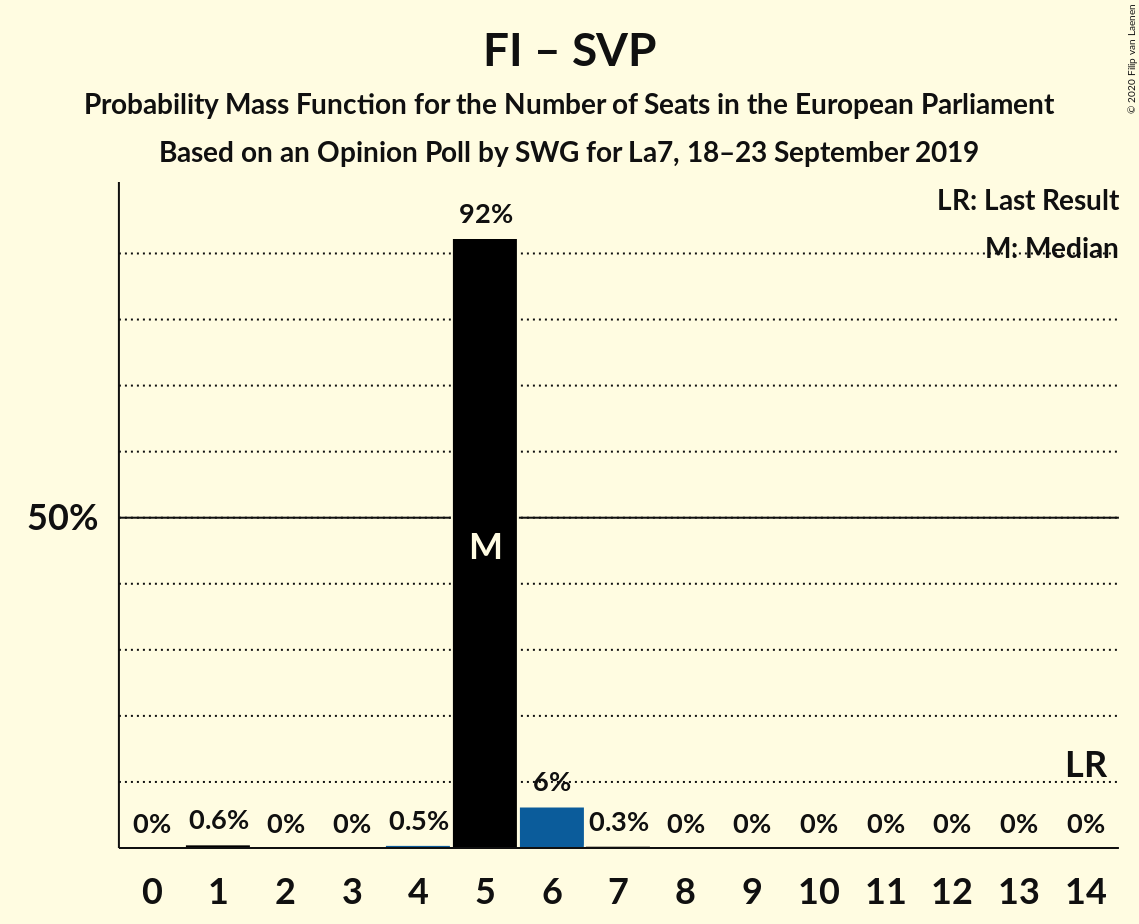 FI – SVP
Probability Mass Function for the Number of Seats in the European Parliament
Based on an Opinion Poll by SWG for La7, 18–23 September 2019
© 2020 Filip van Laenen
LR: Last Result
M: Median
92%
50%
M
LR
6%
0% 0.6% 0% 0% 0.5% 0.3% 0% 0% 0% 0% 0% 0% 0%
0 1 2 3 4 5 6 7 8 9 10 11 12 13 14